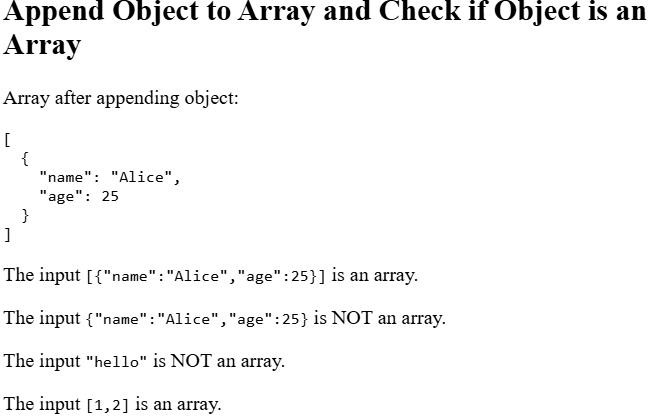 Append Object to Array and Check if Object is an
Array
Array after appending object:
[
  {
    "name": "Alice",
    "age": 25
  }
]
The input [{"name":"Alice","age":25}] is an array.
The input {"name":"Alice","age":25} is NOT an array.
The input "hello" is NOT an array.
The input [1,2] is an array.